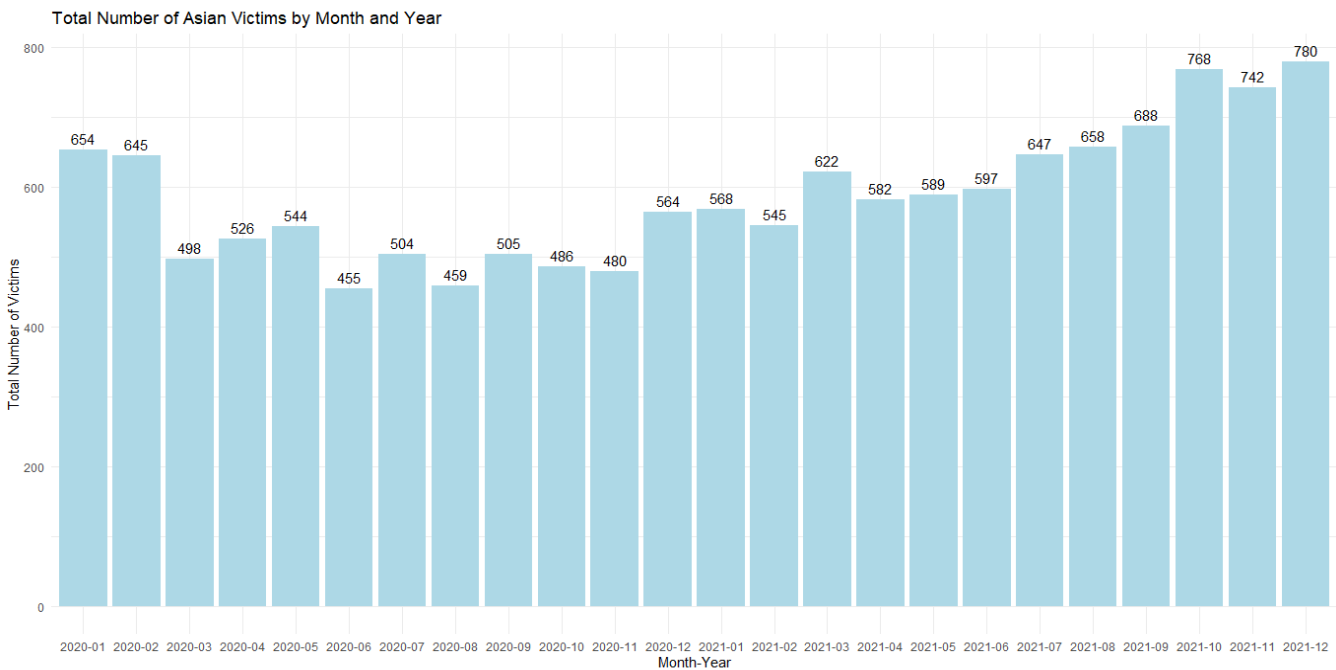 Total Number of Asian Victims by Month and Year
Total Number of Victims
800
600
400
200
0
654 645 498 526 544 455 504 459 505 486 480 564 568 545 622 582 589 597 647 658 688 768 742 780
2020-01 2020-02 2020-03 2020-04 2020-05 2020-06 2020-07 2020-08 2020-09 2020-10 2020-11 2020-12 2021-01 2021-02 2021-03 2021-04 2021-05 2021-06 2021-07 2021-08 2021-09 2021-10 2021-11 2021-12
Month-Year